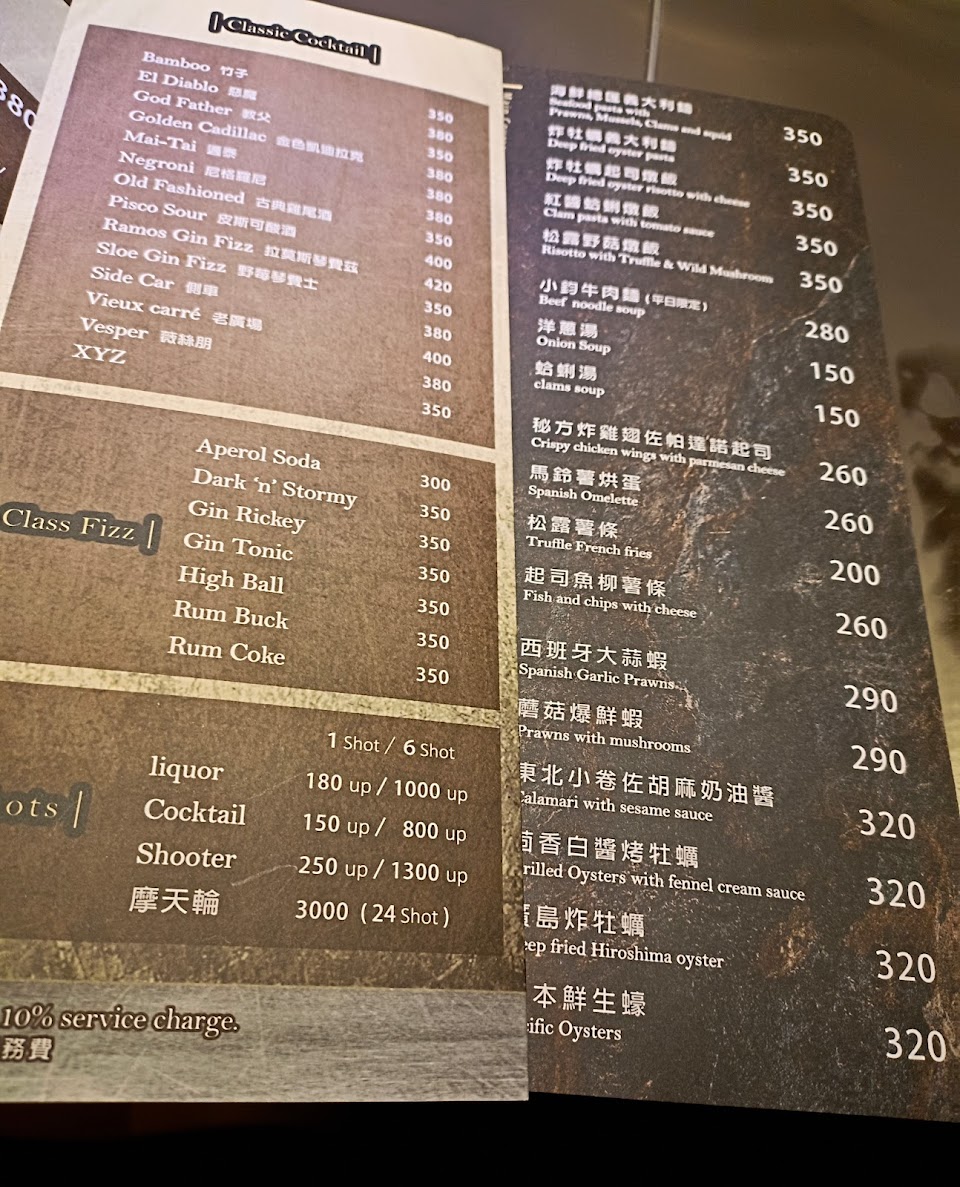 380
| Classic Cocktail |
Bamboo 竹子 350
El Diablo 惡魔 380
God Father 教父 350
Golden Cadillac 金色凱迪拉克 380
Mai-Tai 邁泰 380
Negroni 尼格羅尼 380
Old Fashioned 古典雞尾酒 350
Pisco Sour 皮斯可酸酒 400
Ramos Gin Fizz 拉莫斯琴費茲 420
Sloe Gin Fizz 野莓琴費士 350
Side Car 側車 380
Vieux carré 老廣場 400
Vesper 薇絲朋 380
XYZ 350
Class Fizz |
Aperol Soda 300
Dark 'n' Stormy 350
Gin Rickey 350
Gin Tonic 350
High Ball 350
Rum Buck 350
Rum Coke 350
ots |
1 Shot / 6 Shot
liquor 180 up / 1000 up
Cocktail 150 up / 800 up
Shooter 250 up / 1300 up
摩天輪 3000 ( 24 Shot )
10% service charge.
務費
海鮮總匯義大利麵 350
Seafood pasta with
Prawns, Mussels, Clams and squid
炸牡蠣義大利麵 350
Deep fried oyster pasta
炸牡蠣起司燉飯 350
Deep fried oyster risotto with cheese
紅醬蛤蜊燉飯 350
Clam pasta with tomato sauce
松露野菇燉飯 350
Risotto with Truffle & Wild Mushroom
小鈞牛肉麵 (平日限定) 280
Beef noodle soup
洋蔥湯 150
Onion Soup
蛤蜊湯 150
clams soup
秘方炸雞翅佐帕達諾起司 260
Crispy chicken wings with parmesan cheese
馬鈴薯烘蛋 260
Spanish Omelette
松露薯條 200
Truffle French fries
起司魚柳薯條 260
Fish and chips with cheese
西班牙大蒜蝦 290
Spanish Garlic Prawns
蘑菇爆鮮蝦 290
Prawns with mushrooms
東北小卷佐胡麻奶油醬 320
Calamari with sesame sauce
茴香白醬烤牡蠣 320
rilled Oysters with fennel cream sauce
廣島炸牡蠣 320
eep fried Hiroshima oyster
本鮮生蠔 320
cific Oysters